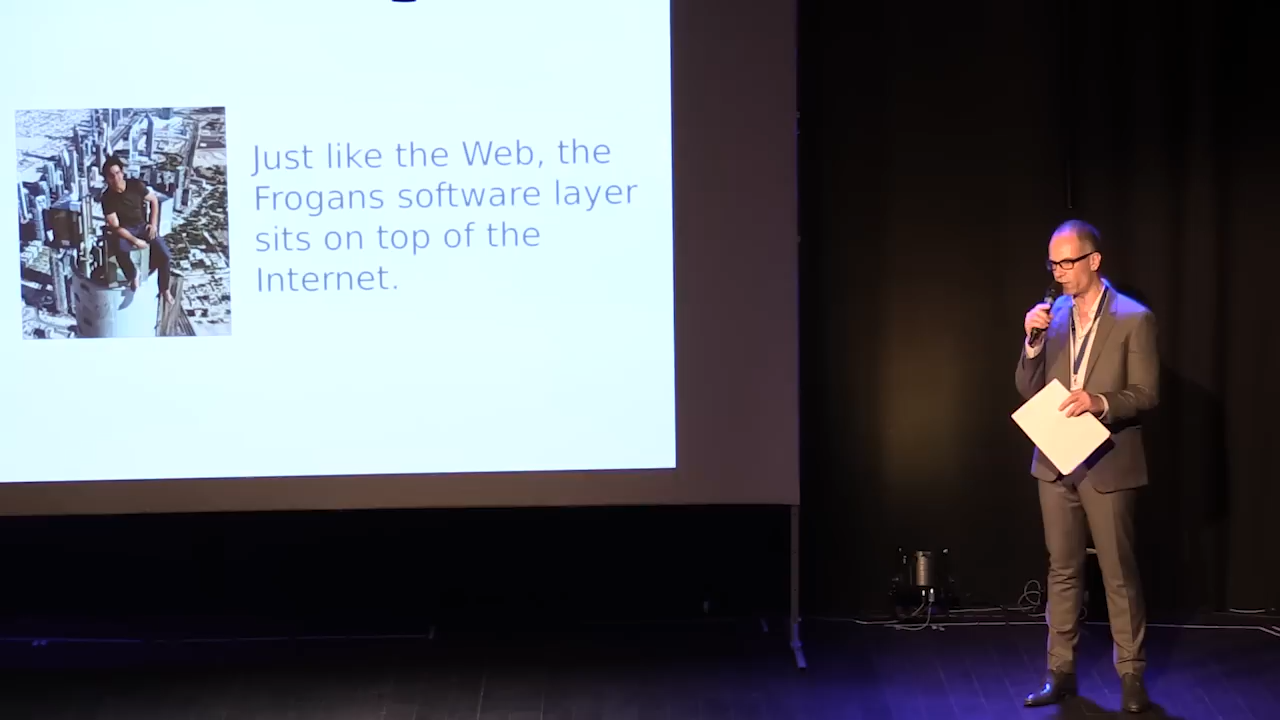 Just like the Web, the
Frogans software layer
sits on top of the
Internet.